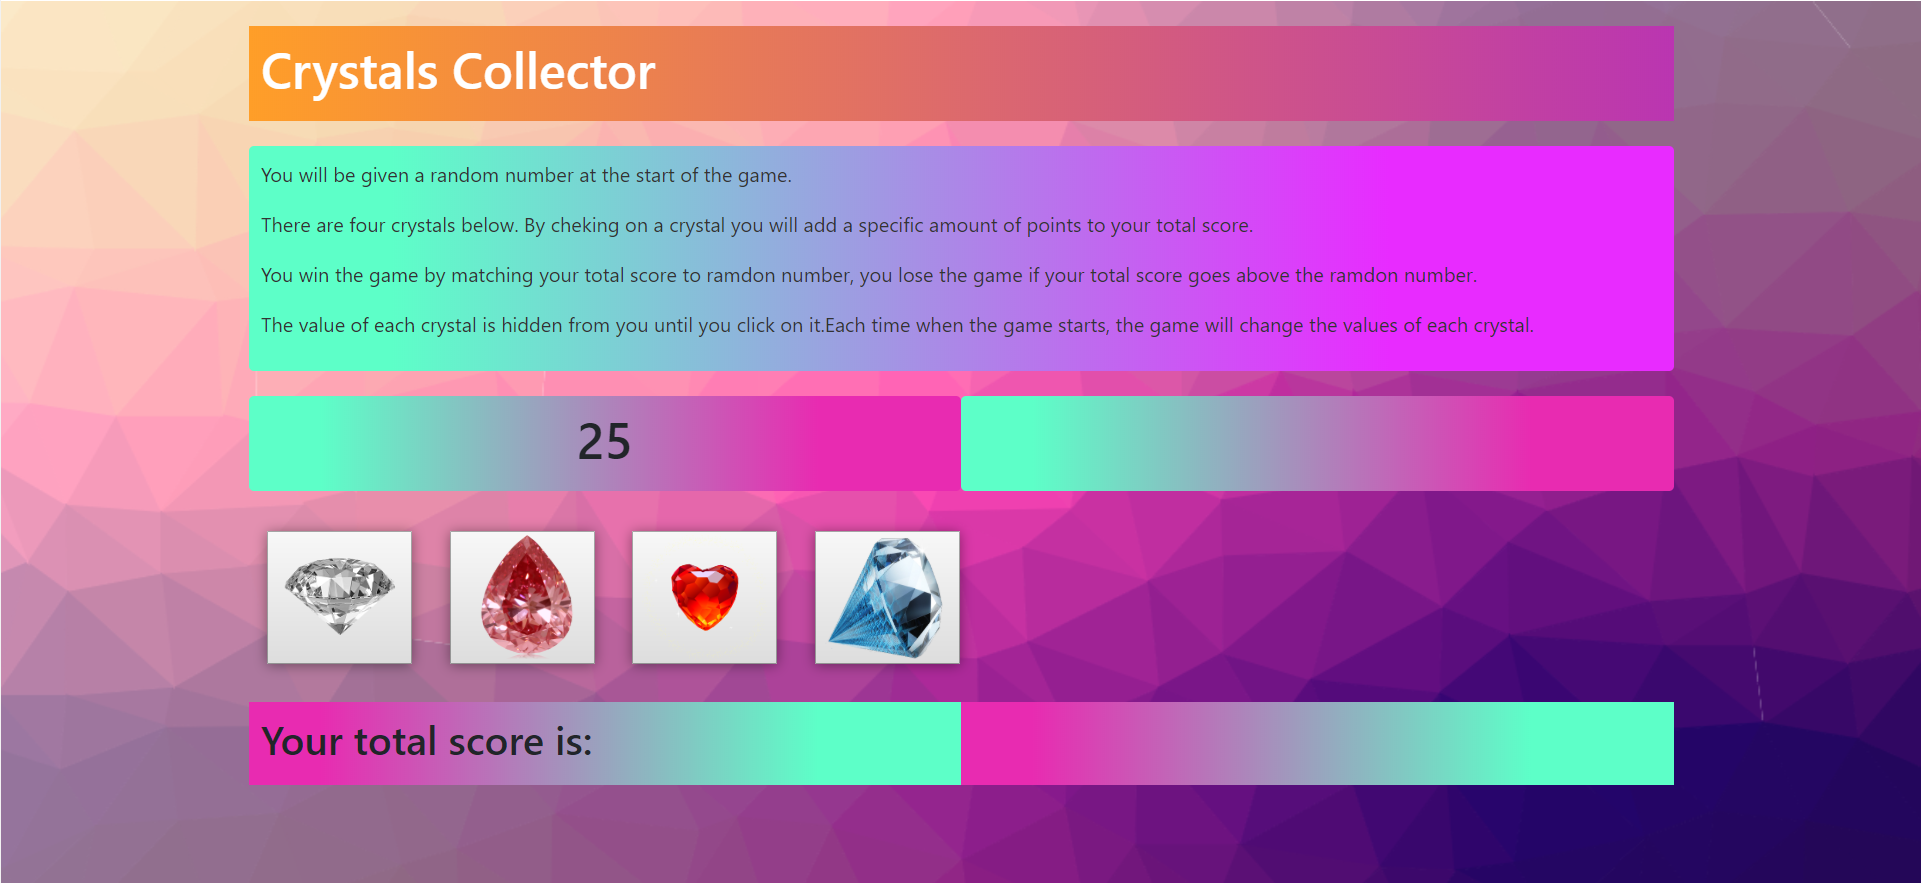 Crystals Collector
You will be given a random number at the start of the game.
There are four crystals below. By cheking on a crystal you will add a specific amount of points to your total score.
You win the game by matching your total score to ramdon number, you lose the game if your total score goes above the ramdon number.
The value of each crystal is hidden from you until you click on it.Each time when the game starts, the game will change the values of each crystal.
25
Your total score is: